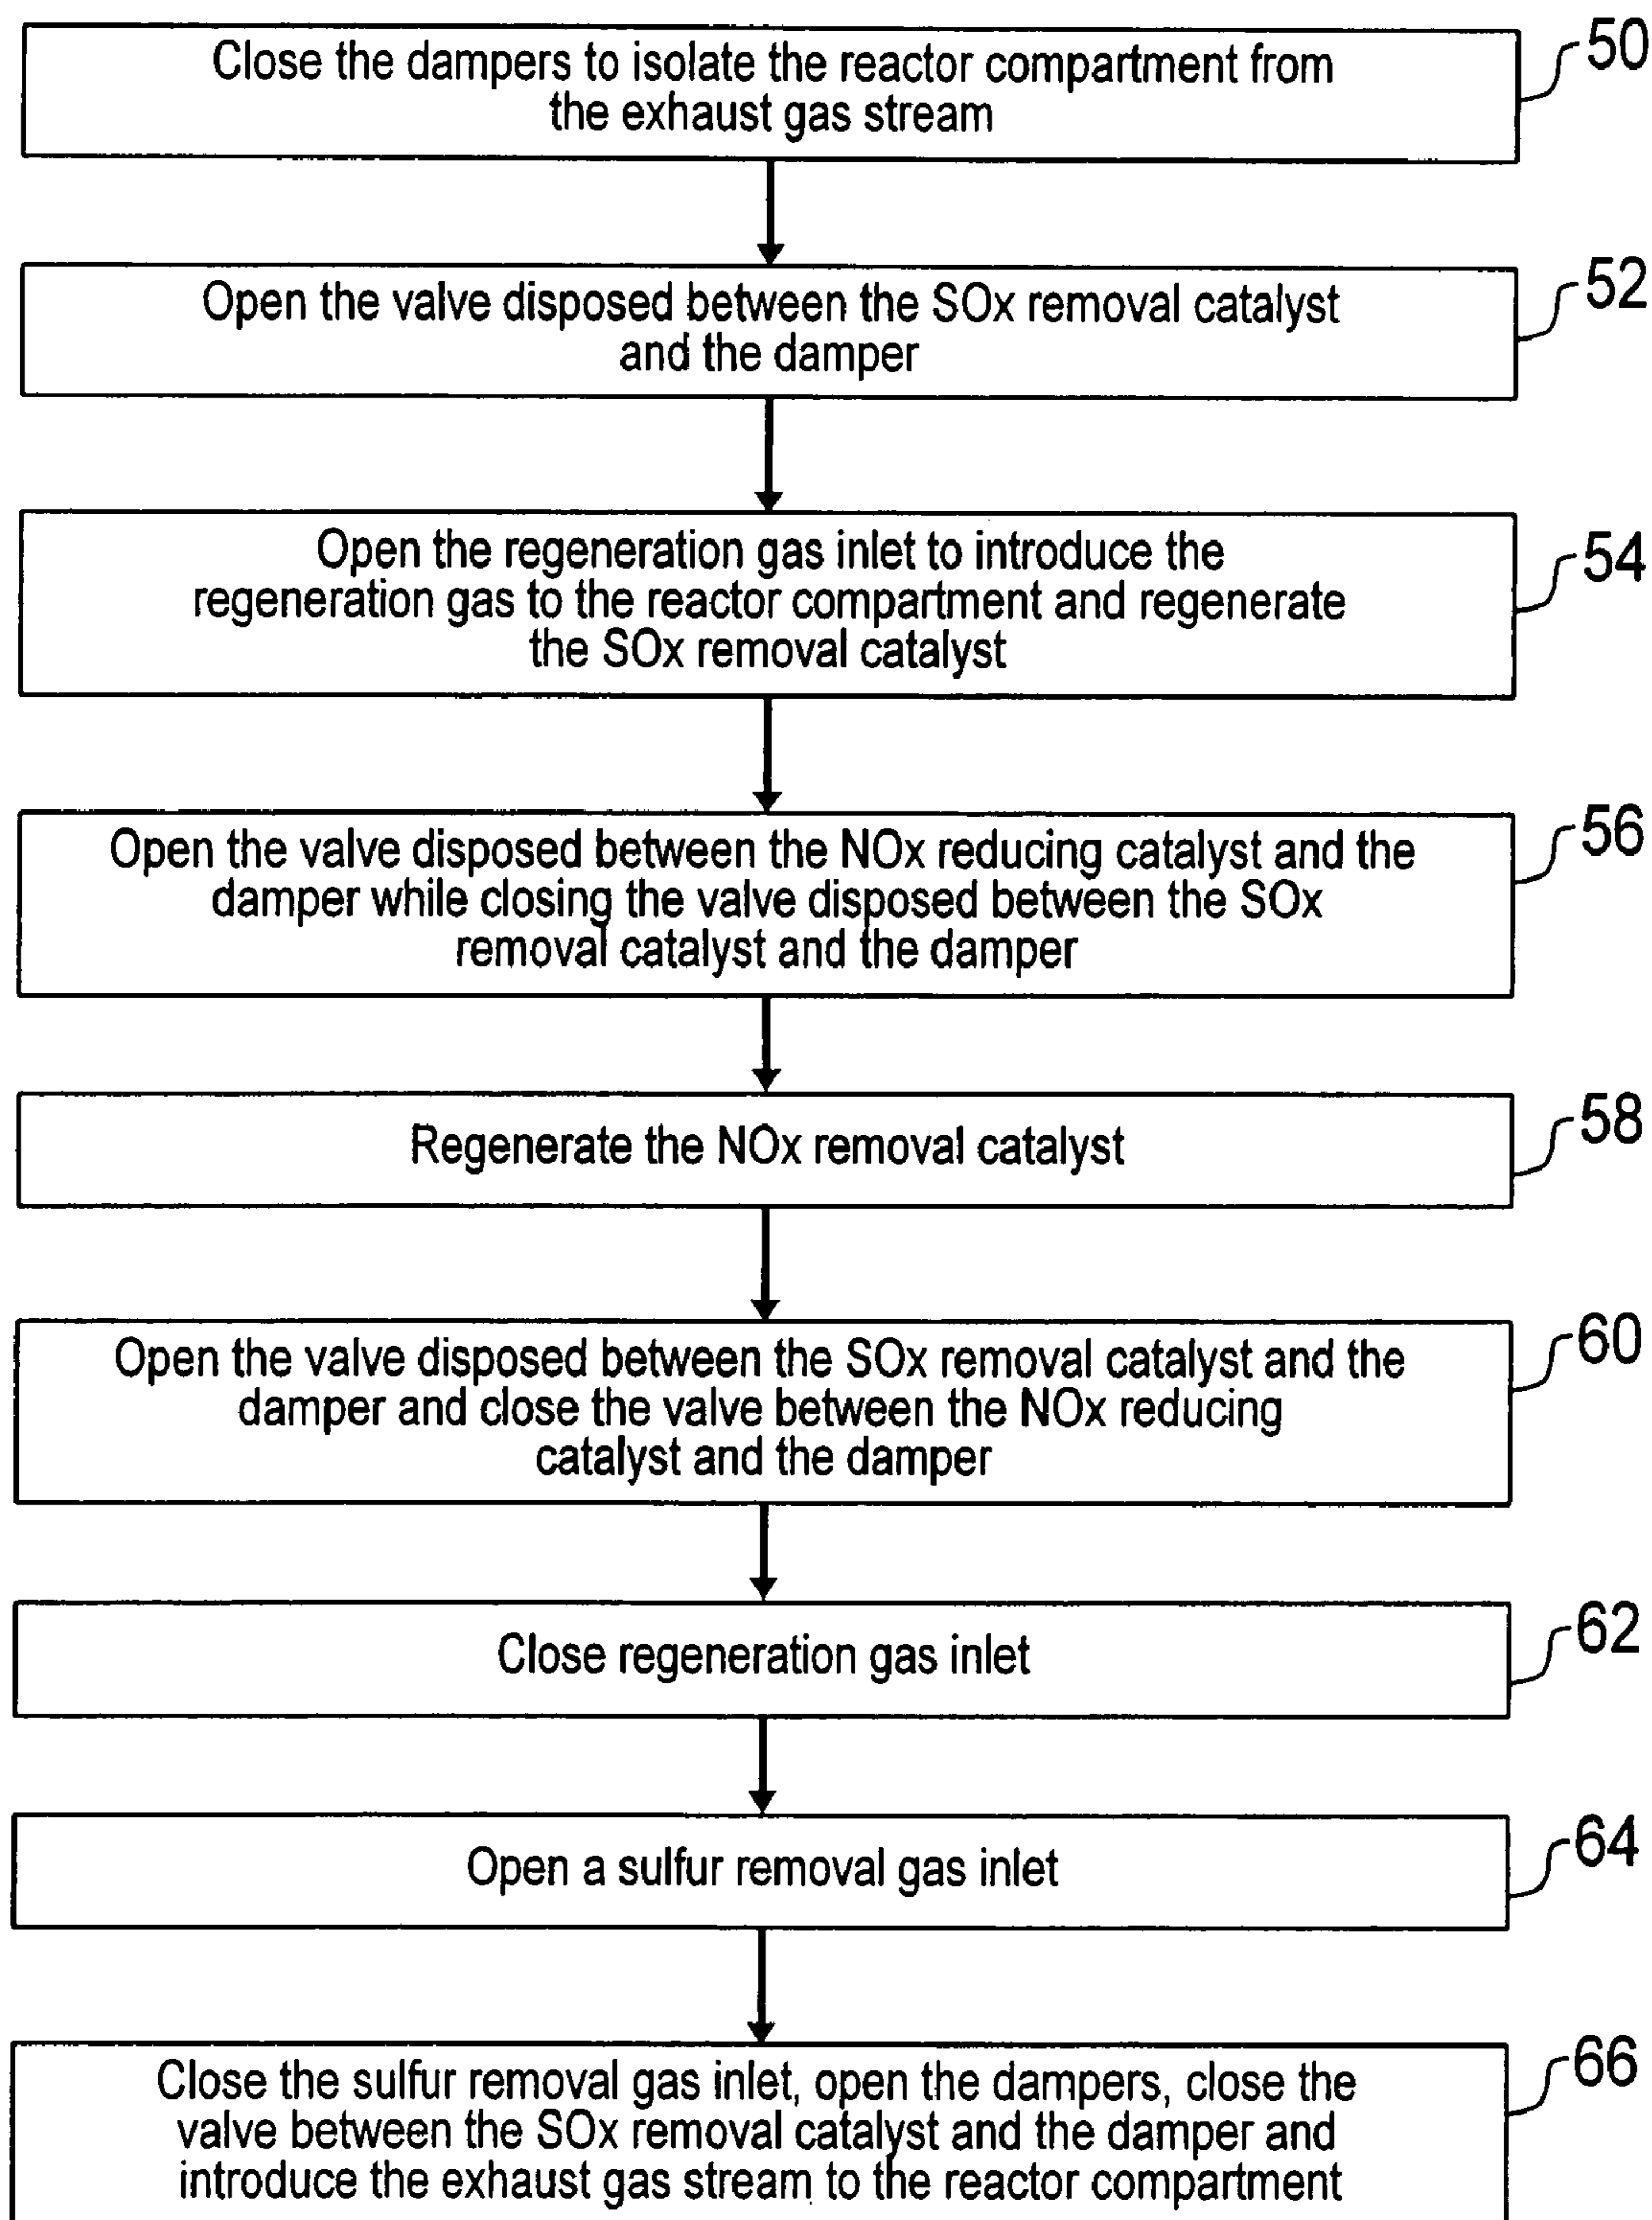 Close the dampers to isolate the reactor compartment from
the exhaust gas stream
50
Open the valve disposed between the SOx removal catalyst
and the damper
52
Open the regeneration gas inlet to introduce the
regeneration gas to the reactor compartment and regenerate
the SOx removal catalyst
54
Open the valve disposed between the NOx reducing catalyst and the
damper while closing the valve disposed between the SOx
removal catalyst and the damper
56
Regenerate the NOx removal catalyst
58
Open the valve disposed between the SOx removal catalyst and the
damper and close the valve between the NOx reducing
catalyst and the damper
60
Close regeneration gas inlet
62
Open a sulfur removal gas inlet
64
Close the sulfur removal gas inlet, open the dampers, close the
valve between the SOx removal catalyst and the damper and
introduce the exhaust gas stream to the reactor compartment
66